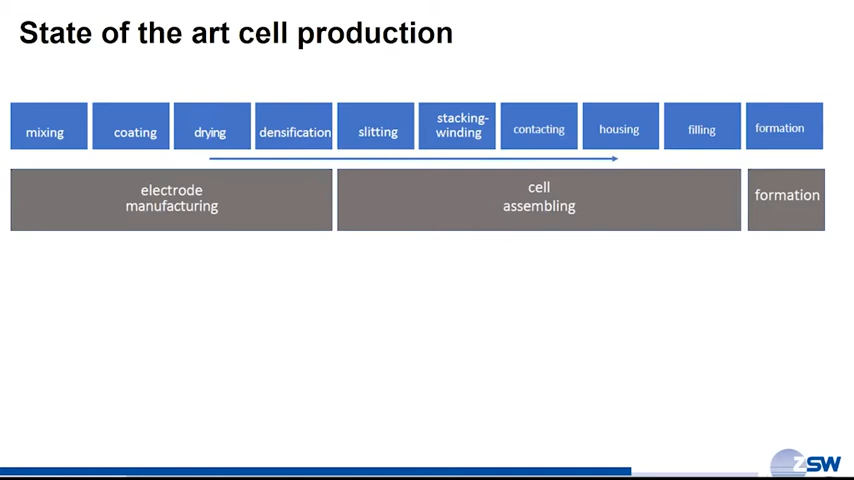 State of the art cell production
mixing
coating
drying
densification
slitting
stacking-
winding
contacting
housing
filling
formation
electrode
manufacturing
cell
assembling
formation
ZSW